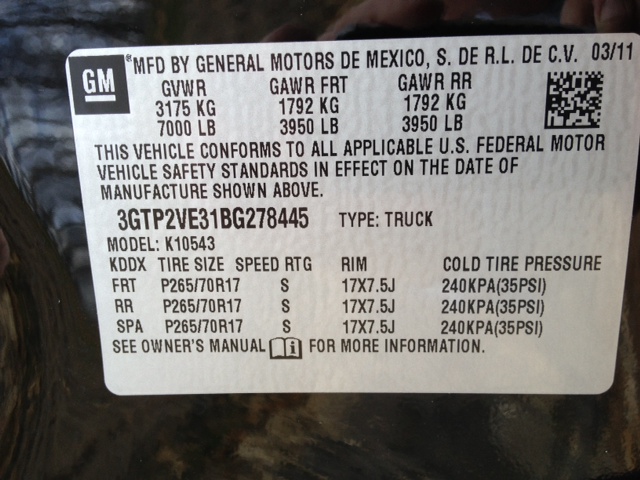 GM ® MFD BY GENERAL MOTORS DE MEXICO, S. DE R.L. DE C.V. 03/11
GVWR GAWR FRT GAWR RR
3175 KG 1792 KG 1792 KG
7000 LB 3950 LB 3950 LB
THIS VEHICLE CONFORMS TO ALL APPLICABLE U.S. FEDERAL MOTOR
VEHICLE SAFETY STANDARDS IN EFFECT ON THE DATE OF
MANUFACTURE SHOWN ABOVE.
3GTP2VE31BG278445 TYPE: TRUCK
MODEL: K10543
KDDX TIRE SIZE SPEED RTG RIM COLD TIRE PRESSURE
FRT P265/70R17 S 17X7.5J 240KPA(35PSI)
RR P265/70R17 S 17X7.5J 240KPA(35PSI)
SPA P265/70R17 S 17X7.5J 240KPA(35PSI)
SEE OWNER'S MANUAL i FOR MORE INFORMATION.